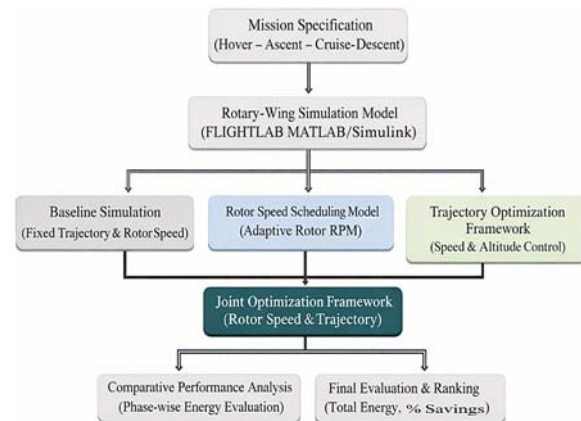 Mission Specification
(Hover – Ascent – Cruise-Descent)
Rotary-Wing Simulation Model
(FLIGHTLAB MATLAB/Simulink)
Baseline Simulation
(Fixed Trajectory & Rotor Speed)
Rotor Speed Scheduling Model
(Adaptive Rotor RPM)
Trajectory Optimization
Framework
(Speed & Altitude Control)
Joint Optimization Framework
(Rotor Speed & Trajectory)
Comparative Performance Analysis
(Phase-wise Energy Evaluation)
Final Evaluation & Ranking
(Total Energy, % Savings)